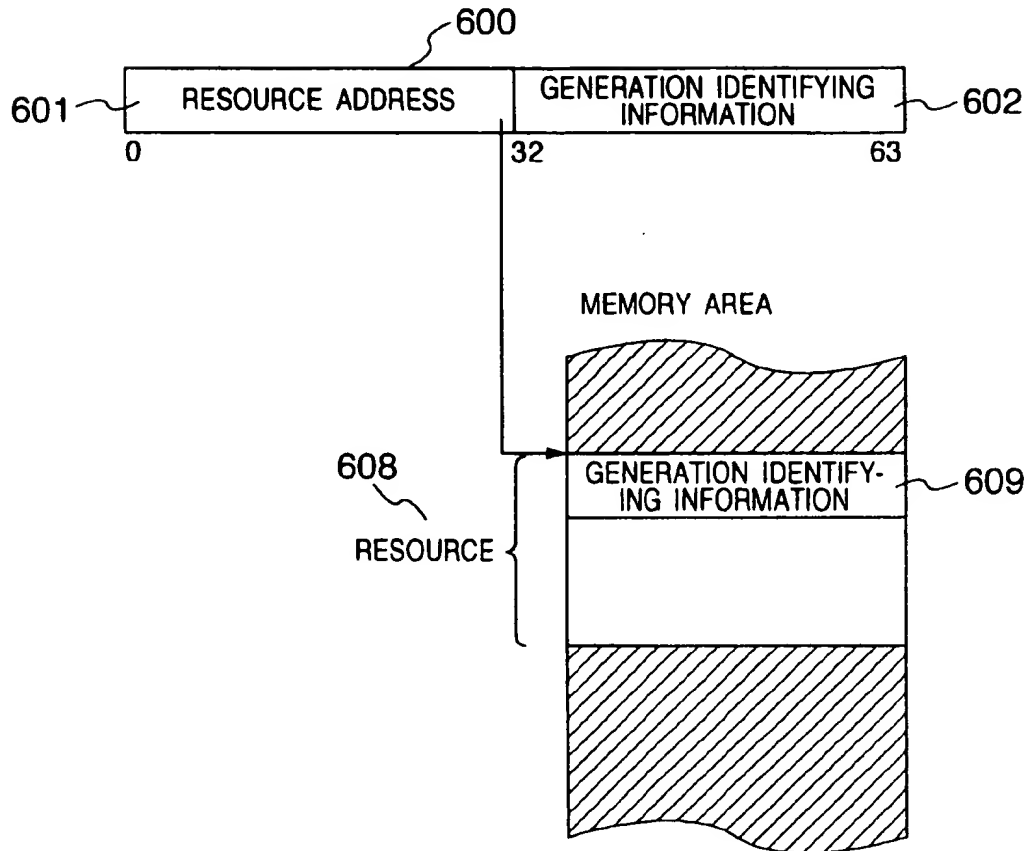 600
601
RESOURCE ADDRESS
GENERATION IDENTIFYING
INFORMATION
602
0
32
63
MEMORY AREA
608
RESOURCE
GENERATION IDENTIFY-
ING INFORMATION
609